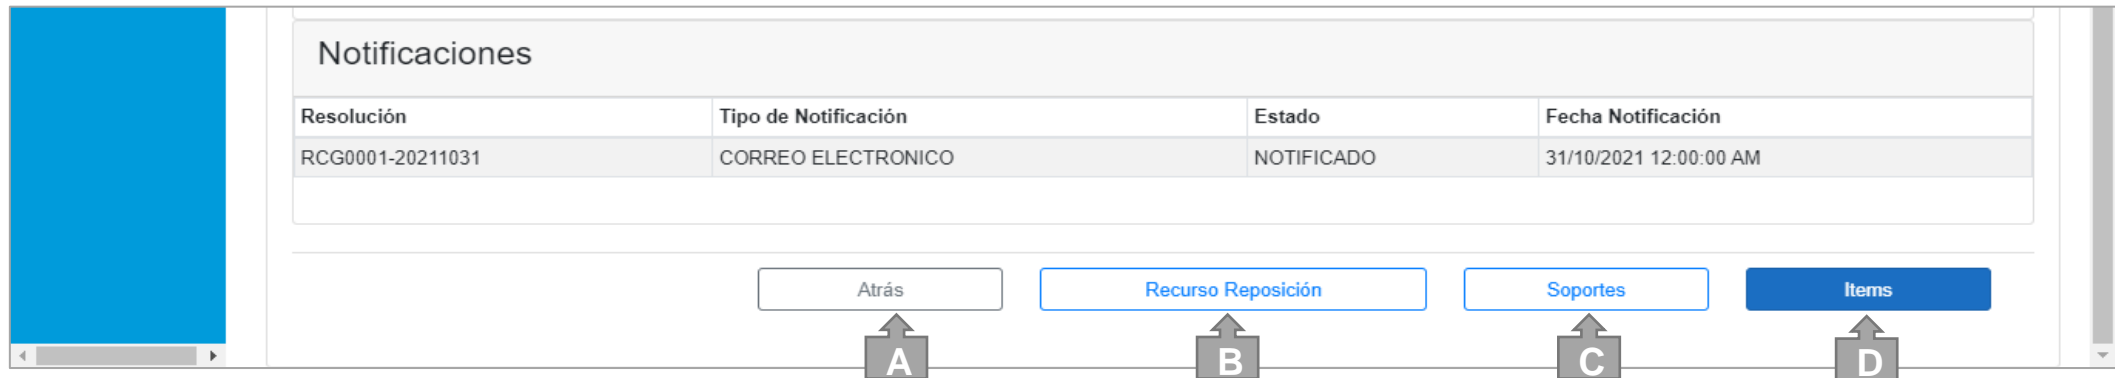 Notificaciones
Resolución Tipo de Notificación Estado Fecha Notificación
RCG0001-20211031 CORREO ELECTRONICO NOTIFICADO 31/10/2021 12:00:00 AM
Atrás Recurso Reposición Soportes Items
A B C D